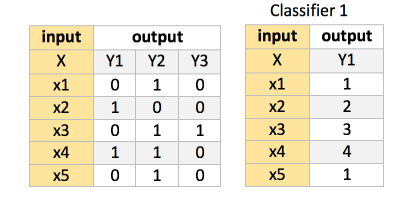 Classifier 1
input output
X Y1 Y2 Y3
x1 0 1 0
x2 1 0 0
x3 0 1 1
x4 1 1 0
x5 0 1 0
input output
X Y1
x1 1
x2 2
x3 3
x4 4
x5 1